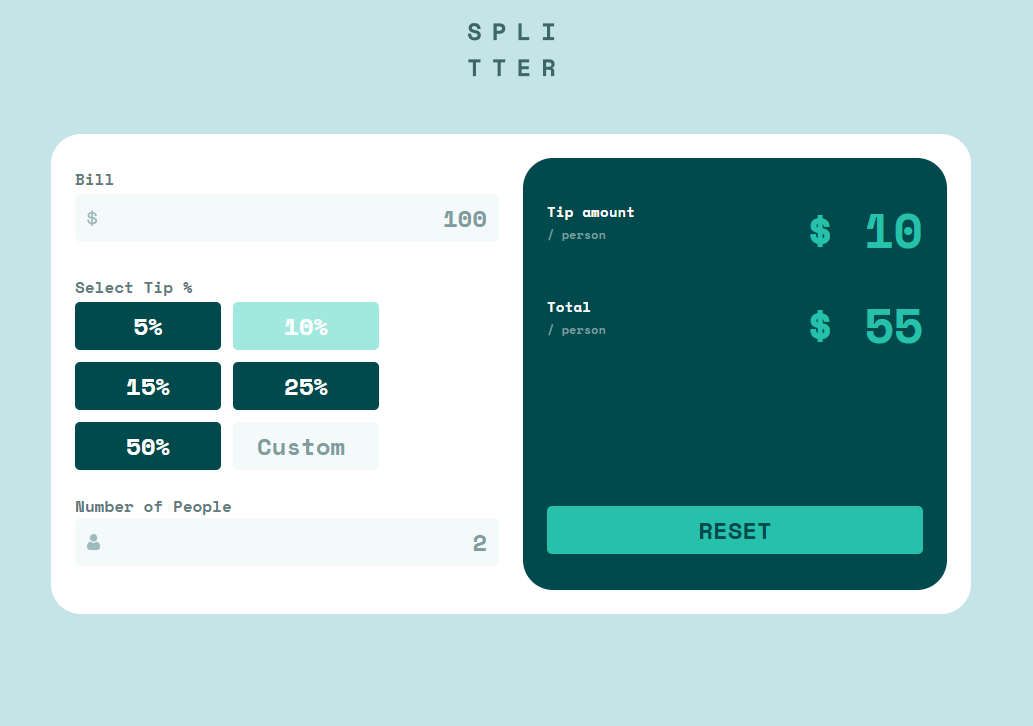 SPLI
TTER
Bill
$ 100
Select Tip %
5% 10%
15% 25%
50% Custom
Number of People
2
Tip amount
/ person
$ 10
Total
/ person
$ 55
RESET